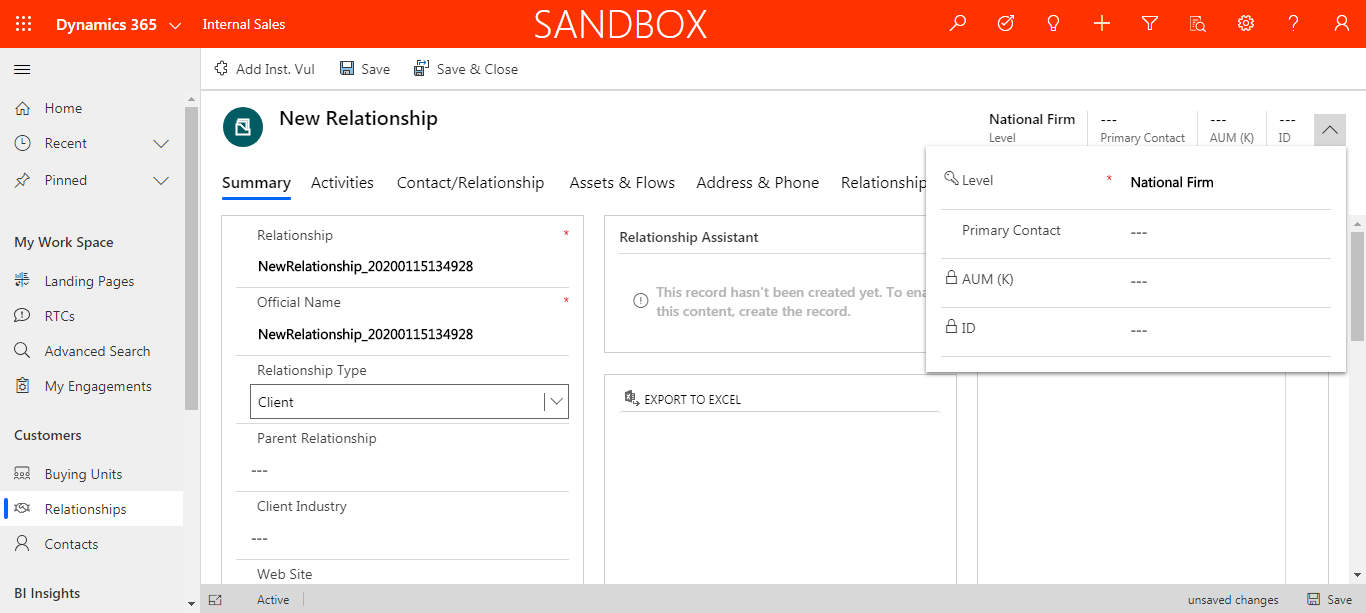 Dynamics 365
Internal Sales
SANDBOX
Add Inst. Vul
Save
Save & Close
Home
Recent
Pinned
My Work Space
Landing Pages
RTCs
Advanced Search
My Engagements
Customers
Buying Units
Relationships
Contacts
BI Insights
New Relationship
National Firm
Level
---
Primary Contact
---
AUM (K)
---
ID
Summary
Activities
Contact/Relationship
Assets & Flows
Address & Phone
Relationship
Relationship *
NewRelationship_20200115134928
Official Name *
NewRelationship_20200115134928
Relationship Type
Client
Parent Relationship
---
Client Industry
---
Web Site
Relationship Assistant
This record hasn't been created yet. To ena
this content, create the record.
EXPORT TO EXCEL
Level * National Firm
Primary Contact ---
AUM (K) ---
ID ---
Active
unsaved changes
Save